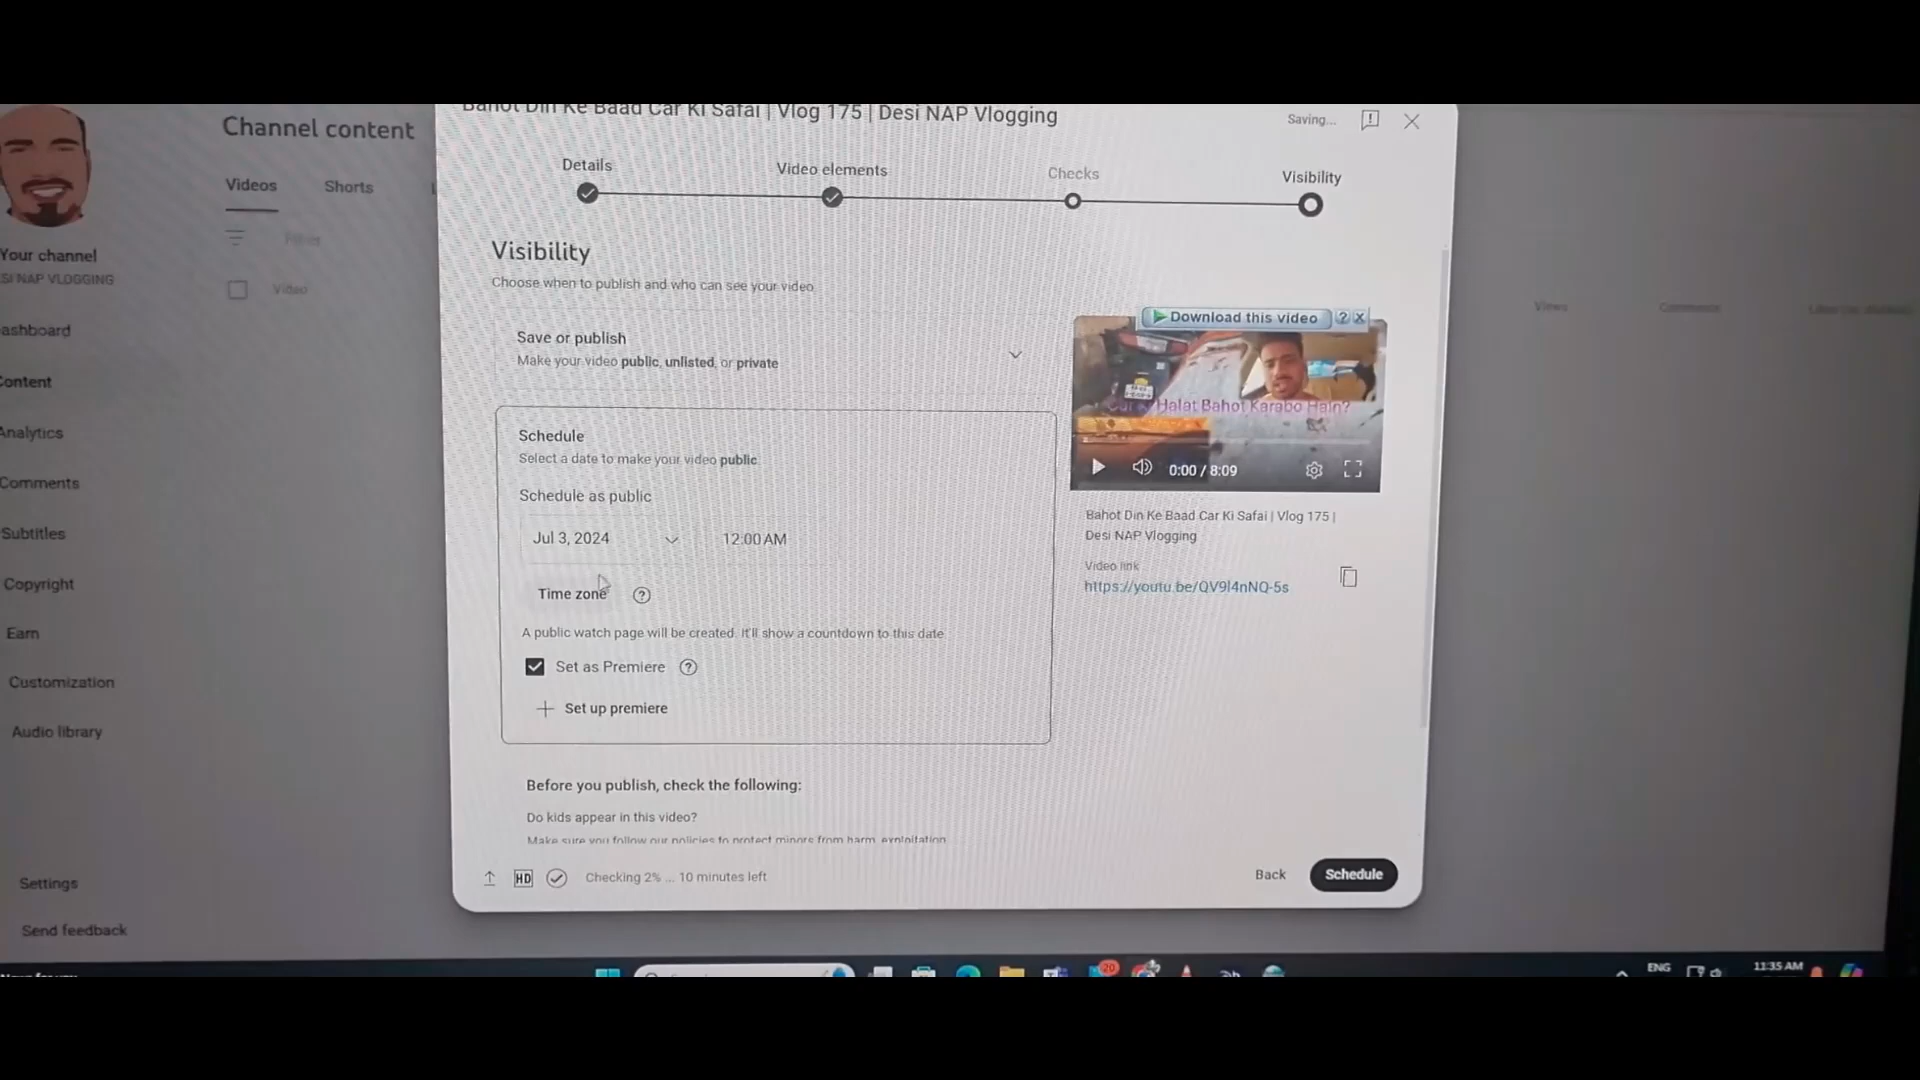 Bahot Din Ke Baad Car Ki Safai | Vlog 175 | Desi NAP Vlogging
Saving...
Channel content
Details
Video elements
Checks
Visibility
Videos
Shorts
Filter
Your channel
SI NAP VLOGGING
Video
Visibility
Choose when to publish and who can see your video
Views
Comments
ashboard
Content
Analytics
Comments
Subtitles
Copyright
Earn
Customization
Audio library
Settings
Send feedback
Save or publish
Make your video public, unlisted, or private
Schedule
Select a date to make your video public
Schedule as public
Jul 3, 2024
12:00 AM
Time zone
A public watch page will be created. It'll show a countdown to this date
Set as Premiere
+ Set up premiere
Before you publish, check the following:
Do kids appear in this video?
Make sure you follow our policies to protect minors from harm, exploitation
Download this video ? x
Halat Bahot Karabo Hain?
0:00 / 8:09
Bahot Din Ke Baad Car Ki Safai | Vlog 175 |
Desi NAP Vlogging
Video link
https://youtu.be/QV9l4nNQ-5s
HD
Checking 2% ... 10 minutes left
Back
Schedule
20
ENG
11:35 AM